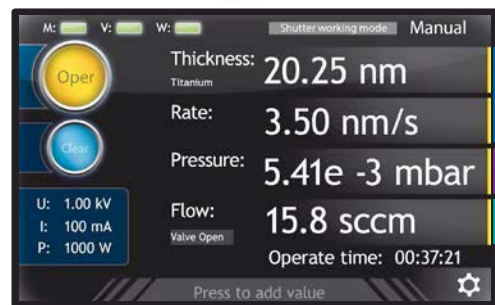 M: V: W: Shutter working mode Manual
Oper
Thickness: 20.25 nm
Titanium
Rate: 3.50 nm/s
Clear
Pressure: 5.41e -3 mbar
U: 1.00 kV
I: 100 mA
P: 1000 W
Flow: 15.8 sccm
Valve Open
Operate time: 00:37:21
Press to add value